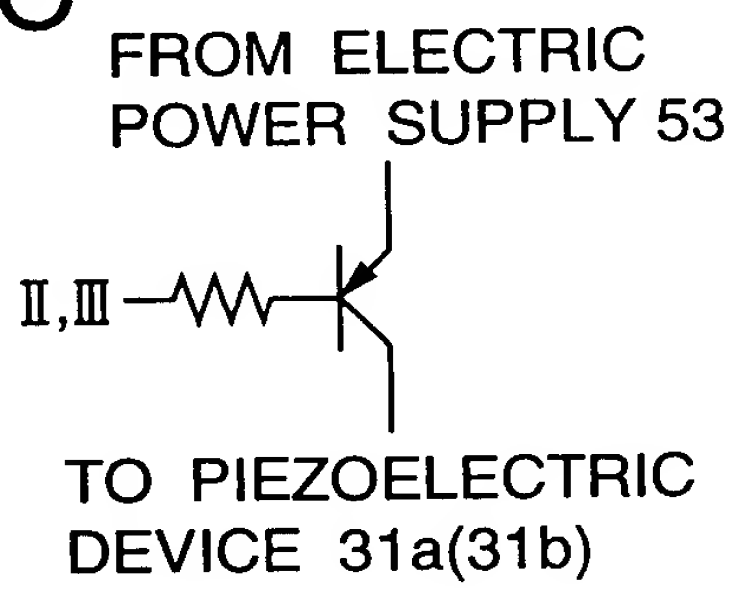 FROM ELECTRIC
POWER SUPPLY 53
II,III
TO PIEZOELECTRIC
DEVICE 31a(31b)